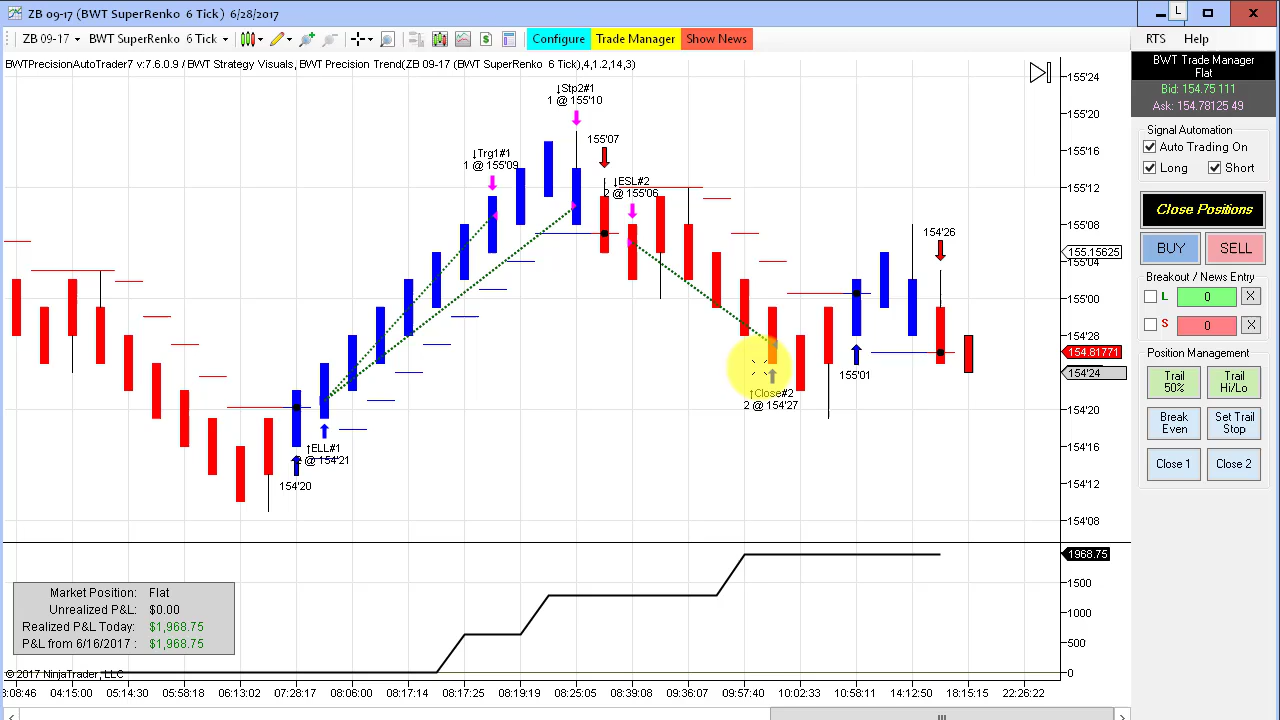 ZB 09-17 (BWT SuperRenko 6 Tick) 6/28/2017
L
ZB 09-17
BWT SuperRenko 6 Tick
Configure
Trade Manager
Show News
RTS Help
BWTPrecisionAutoTrader7 v:7.6.0.9 / BWT Strategy Visuals, BWT Precision Trend(ZB 09-17 (BWT SuperRenko 6 Tick),4,1.2,14,3)
BWT Trade Manager
Flat
Bid: 154.75 111
Ask: 154.78125 49
Signal Automation
Auto Trading On
Long
Short
Close Positions
BUY
SELL
Breakout / News Entry
L
0
X
S
0
X
Position Management
Trail
50%
Trail
Hi/Lo
Break
Even
Set Trail
Stop
Close 1
Close 2
↓Stp2#1
1 @ 155'10
↓Trg1#1
1 @ 155'09
155'07
↓ESL#2
2 @ 155'06
154'26
155'01
↑Close#2
2 @ 154'27
↑ELL#1
@ 154'21
154'20
155'24
155'20
155'16
155'12
155'08
155.15625
155'04
155'00
154'28
154.81771
154'24
154'20
154'16
154'12
154'08
1968.75
1500
1000
500
0
Market Position: Flat
Unrealized P&L: $0.00
Realized P&L Today: $1,968.75
P&L from 6/16/2017 : $1,968.75
© 2017 NinjaTrader, LLC
3:08:46 04:15:00 05:14:30 05:58:18 06:13:02 07:28:17 08:06:00 08:17:14 08:17:25 08:19:19 08:25:05 08:39:08 09:36:07 09:57:40 10:02:33 10:58:11 14:12:50 18:15:15 22:26:22